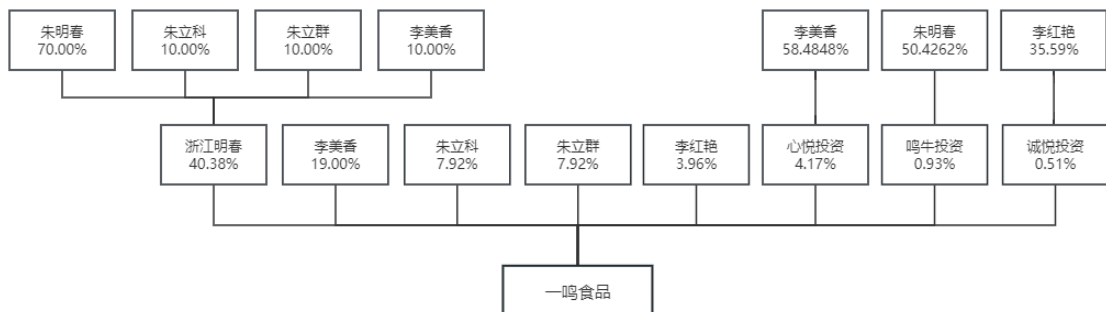 朱明春
70.00%
朱立科
10.00%
朱立群
10.00%
李美香
10.00%
李美香
58.4848%
朱明春
50.4262%
李红艳
35.59%
浙江明春
40.38%
李美香
19.00%
朱立科
7.92%
朱立群
7.92%
李红艳
3.96%
心悦投资
4.17%
鸣牛投资
0.93%
诚悦投资
0.51%
一鸣食品